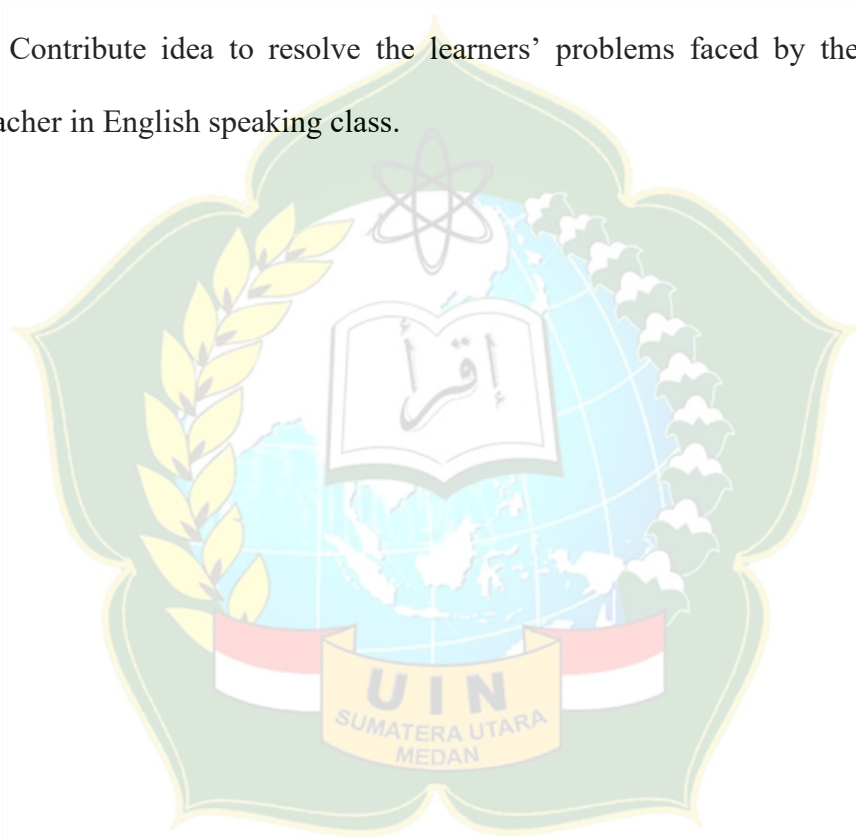 Contribute idea to resolve the learners’ problems faced by the
acher in English speaking class.
إقرأ
UIN
SUMATERA UTARA
MEDAN